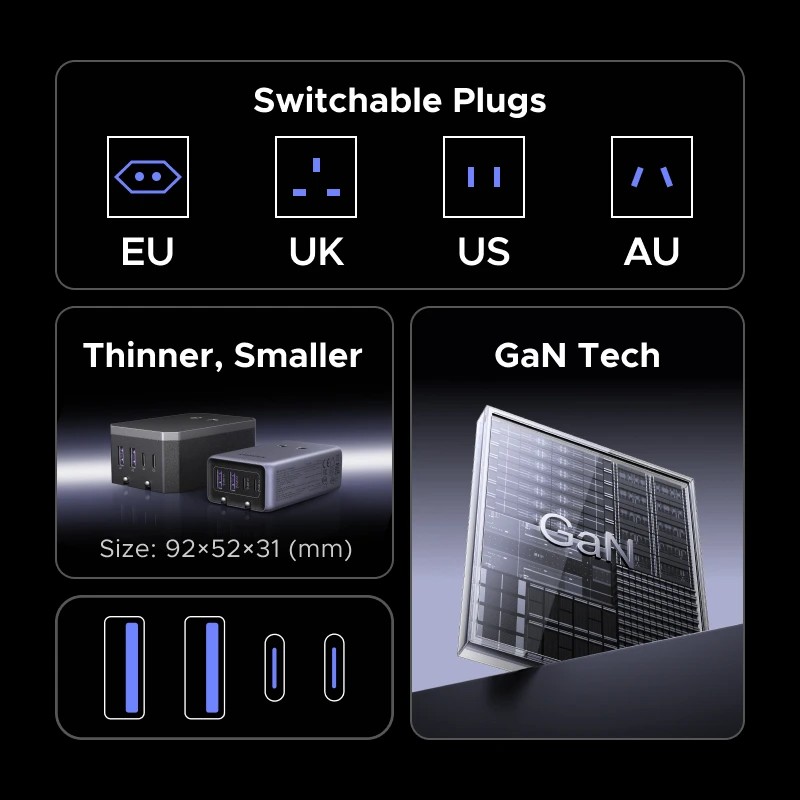 Switchable Plugs
EU
UK
US
AU
Thinner, Smaller
Size: 92×52×31 (mm)
GaN Tech
GaN